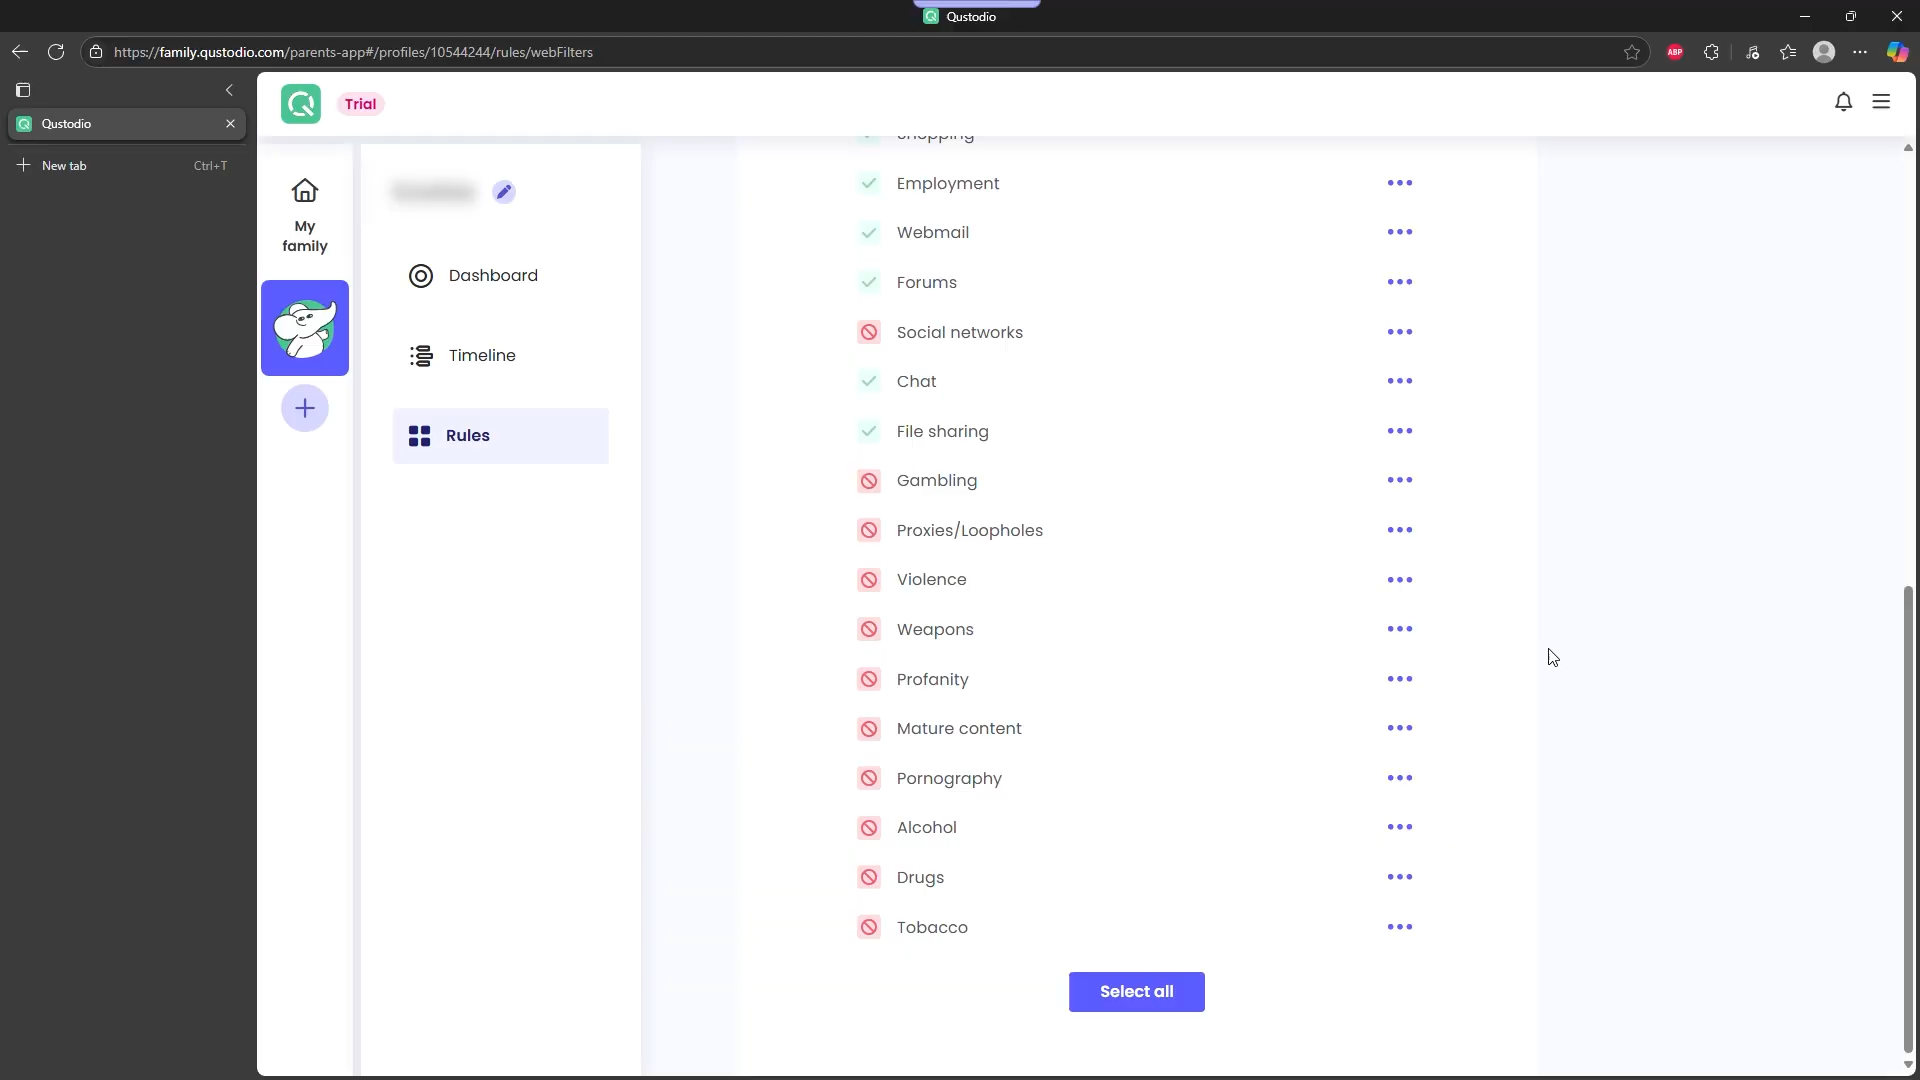 Qustodio
https://family.qustodio.com/parents-app#/profiles/10544244/rules/webFilters
ABP
Qustodio
New tab
Ctrl+T
Trial
My
family
Dashboard
Timeline
Rules
Shopping
Employment
Webmail
Forums
Social networks
Chat
File sharing
Gambling
Proxies/Loopholes
Violence
Weapons
Profanity
Mature content
Pornography
Alcohol
Drugs
Tobacco
Select all